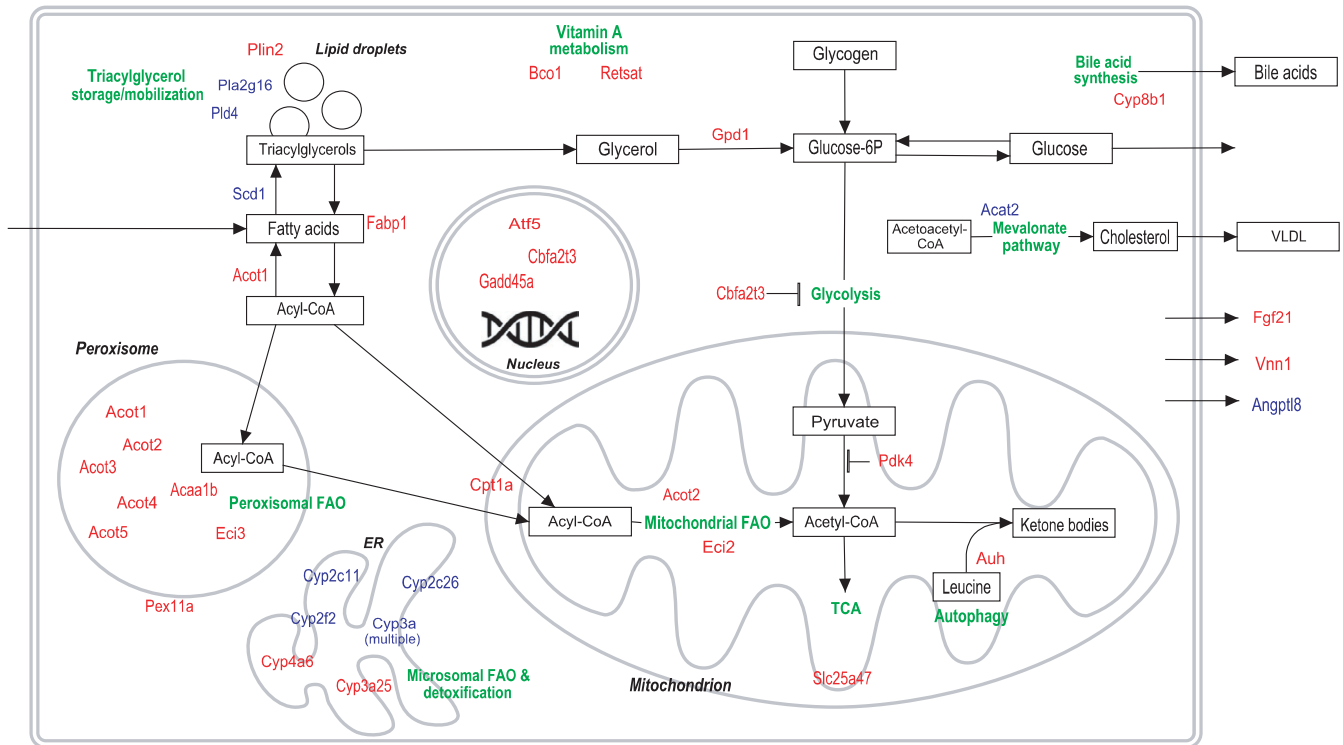 Vitamin A
metabolism
Bco1
Retsat
Lipid droplets
Plin2
Triacylglycerol
storage/mobilization
Pla2g16
Pld4
Triacylglycerols
Glycerol
Gpd1
Glycogen
Glucose-6P
Glucose
Bile acid
synthesis
Bile acids
Cyp8b1
Scd1
Fatty acids
Fabp1
Acot1
Acyl-CoA
Atf5
Cbfa2t3
Gadd45a
Nucleus
Acetoacetyl-
CoA
Acat2
Mevalonate
pathway
Cholesterol
VLDL
Cbfa2t3
Glycolysis
Fgf21
Vnn1
Angptl8
Peroxisome
Acot1
Acot2
Acot3
Acyl-CoA
Acaa1b
Acot4
Peroxisomal FAO
Acot5
Eci3
Pex11a
Pyruvate
Pdk4
Cpt1a
Acot2
Acyl-CoA
Mitochondrial FAO
Eci2
Acetyl-CoA
Ketone bodies
Auh
Leucine
Autophagy
TCA
Slc25a47
Mitochondrion
ER
Cyp2c11
Cyp2c26
Cyp2f2
Cyp3a
(multiple)
Cyp4a6
Cyp3a25
Microsomal FAO &
detoxification